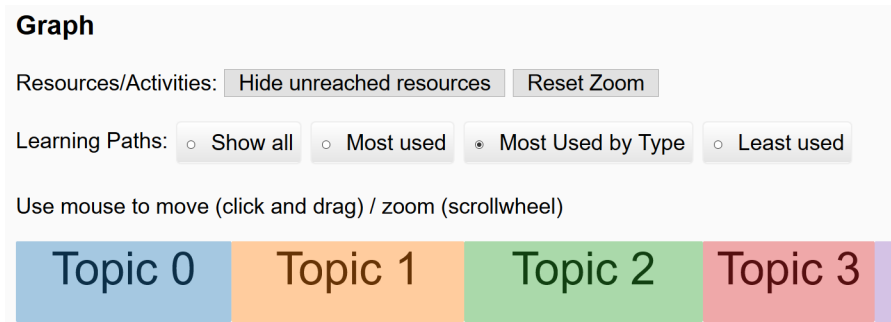 Graph
Resources/Activities: Hide unreached resources Reset Zoom
Learning Paths: Show all Most used Most Used by Type Least used
Use mouse to move (click and drag) / zoom (scrollwheel)
Topic 0 Topic 1 Topic 2 Topic 3